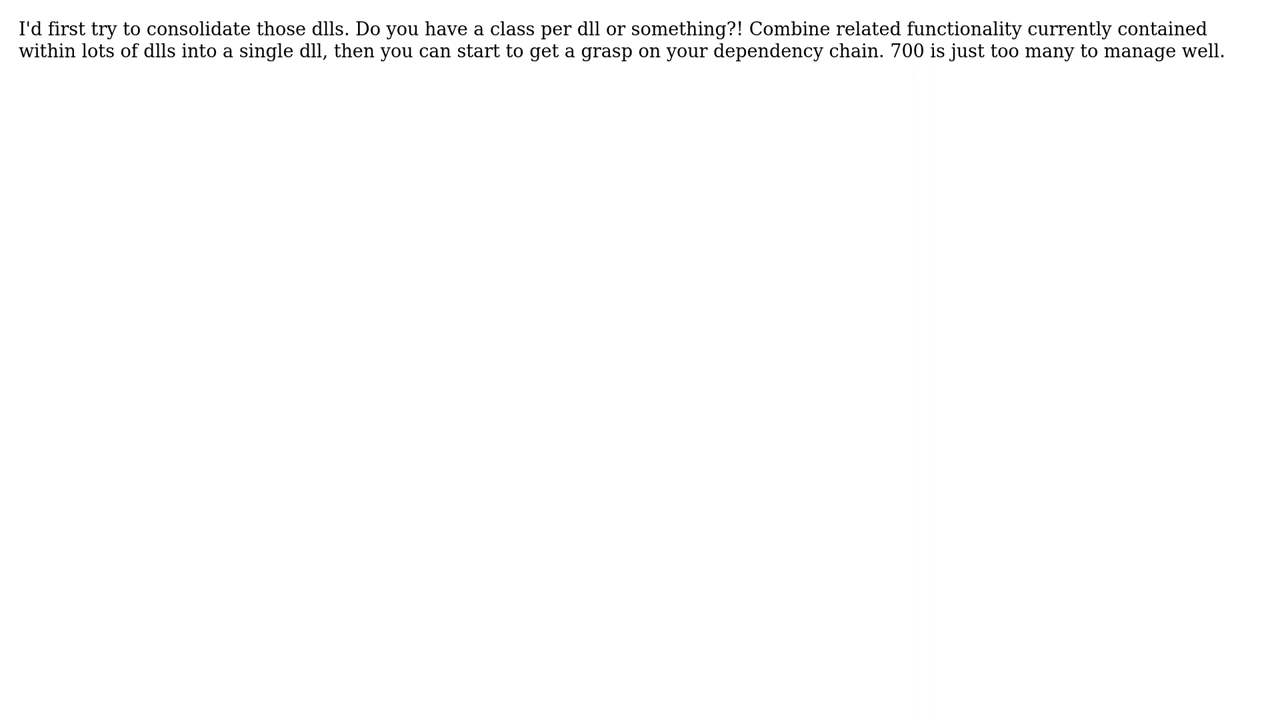 I'd first try to consolidate those dlls. Do you have a class per dll or something?! Combine related functionality currently contained
within lots of dlls into a single dll, then you can start to get a grasp on your dependency chain. 700 is just too many to manage well.